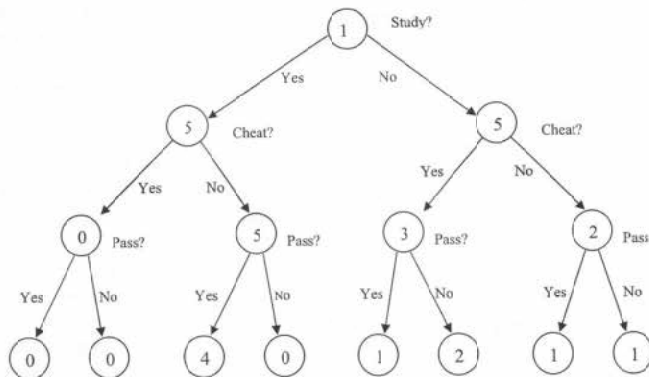 1 Study?
Yes No
5 Cheat? 5 Cheat?
Yes No Yes No
0 Pass? 5 Pass? 3 Pass? 2 Pass
Yes No Yes No Yes No Yes No
0 0 4 0 1 2 1 1